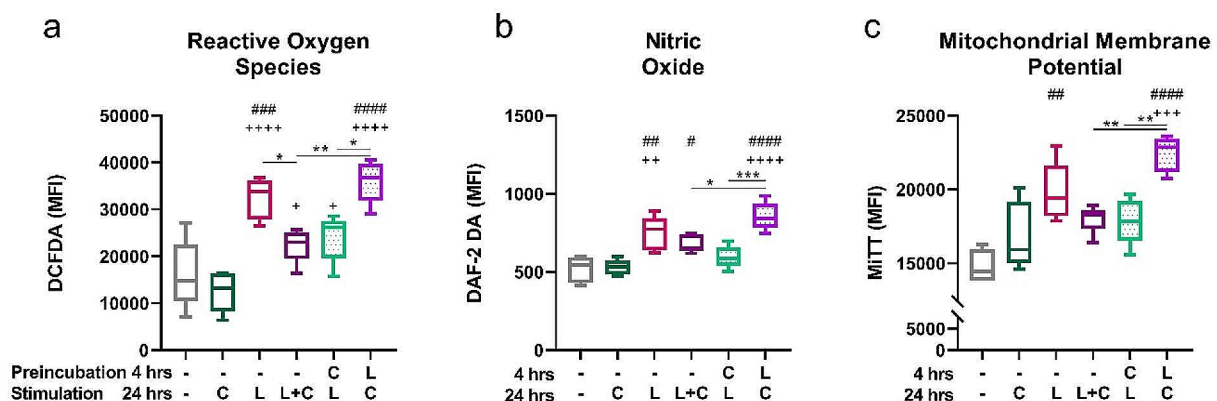 a
Reactive Oxygen
Species
DCFDA (MFI)
50000
40000
30000
20000
10000
0
###
++++
*
+
**
+
*
####
++++
Preincubation 4 hrs - - - - C L
Stimulation 24 hrs - C L L+C L C
b
Nitric
Oxide
DAF-2 DA (MFI)
1500
1000
500
0
##
++
#
*
***
####
++++
4 hrs - - - - C L
24 hrs - C L L+C L C
c
Mitochondrial Membrane
Potential
MiTT (MFI)
25000
20000
15000
5000
0
##
**
**
####
+++
4 hrs - - - - C L
24 hrs - C L L+C L C